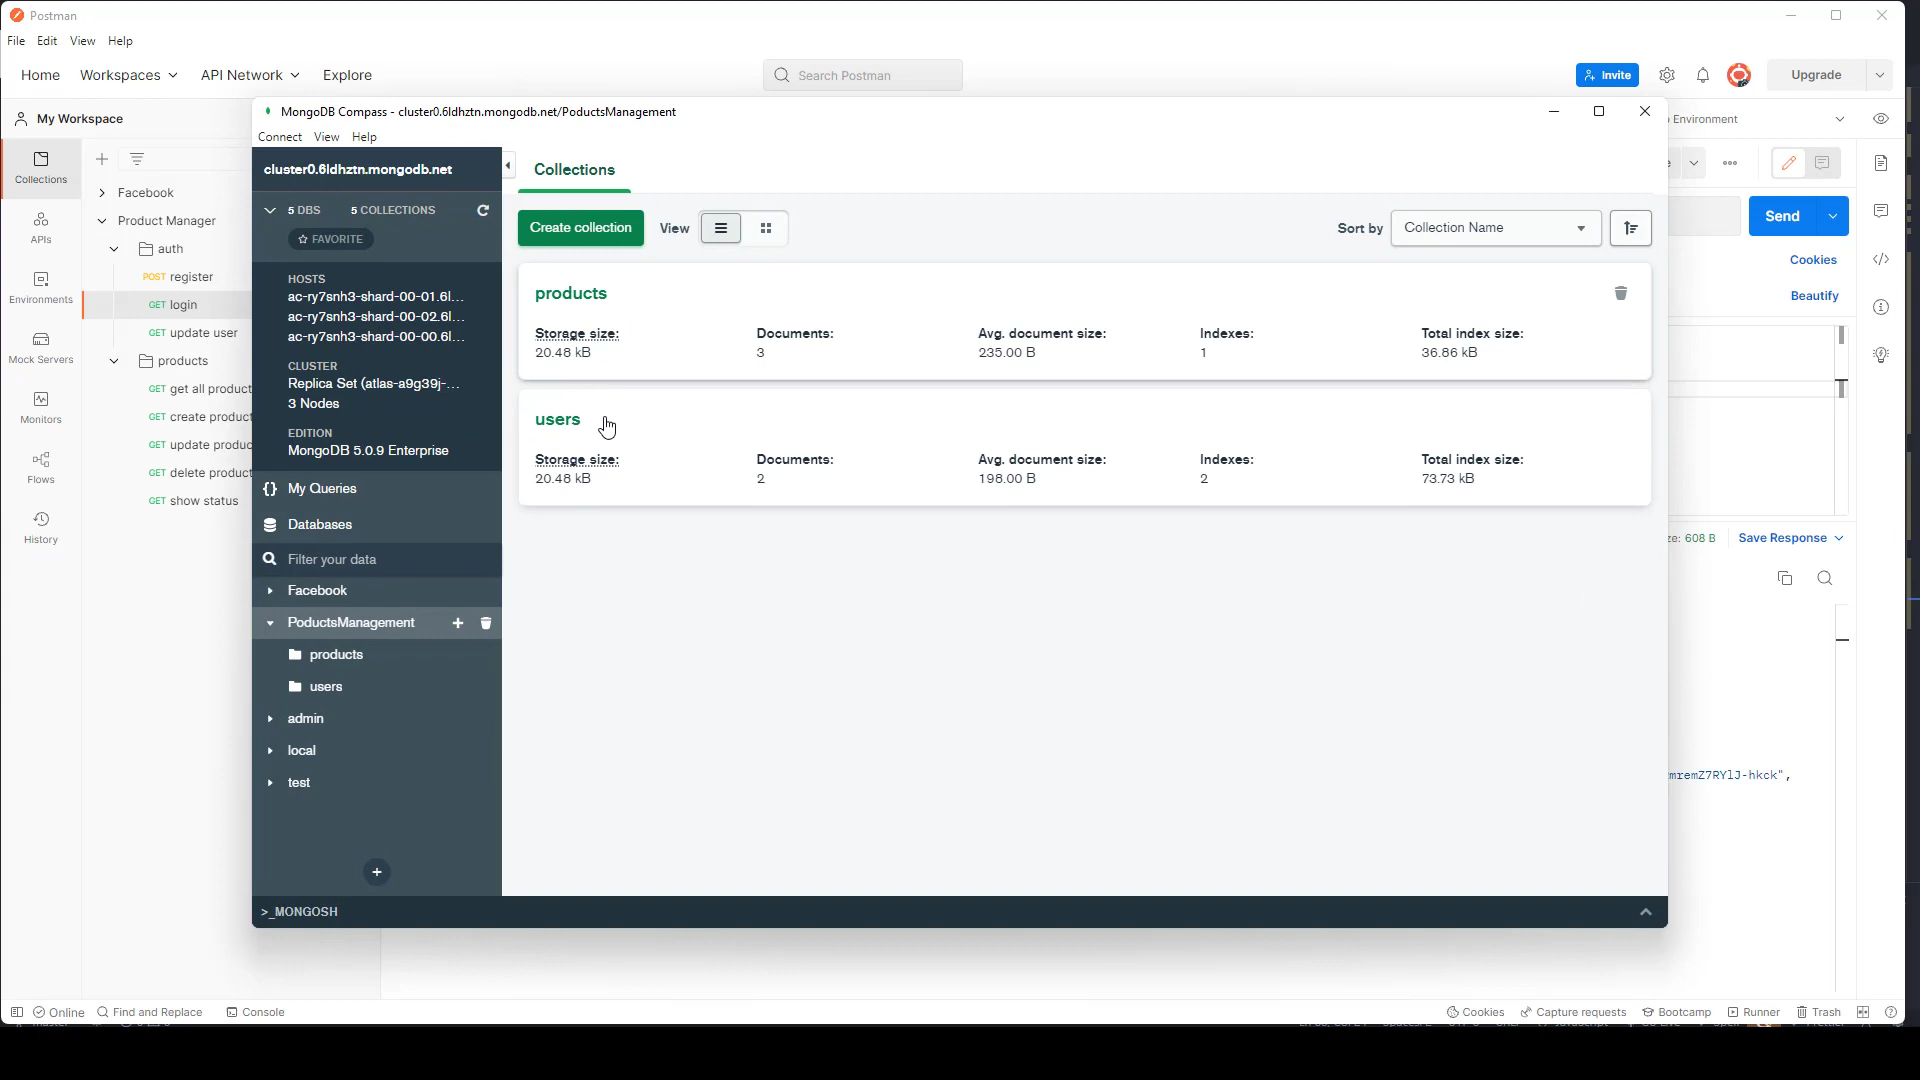 Postman
File Edit View Help
Home Workspaces API Network Explore
Search Postman
Invite
Upgrade
My Workspace
Environment
MongoDB Compass - cluster0.6ldhztn.mongodb.net/PoductsManagement
Connect View Help
Collections
APIs
Environments
Mock Servers
Monitors
Flows
History
Facebook
Product Manager
auth
POST register
GET login
GET update user
products
GET get all product
GET create product
GET update produc
GET delete product
GET show status
cluster0.6ldhztn.mongodb.net
5 DBS 5 COLLECTIONS
FAVORITE
HOSTS
ac-ry7snh3-shard-00-01.6l...
ac-ry7snh3-shard-00-02.6l...
ac-ry7snh3-shard-00-00.6l...
CLUSTER
Replica Set (atlas-a9g39j-...
3 Nodes
EDITION
MongoDB 5.0.9 Enterprise
My Queries
Databases
Filter your data
Facebook
PoductsManagement
products
users
admin
local
test
Collections
Create collection View Sort by Collection Name
products
Storage size: Documents: Avg. document size: Indexes: Total index size:
20.48 kB 3 235.00 B 1 36.86 kB
users
Storage size: Documents: Avg. document size: Indexes: Total index size:
20.48 kB 2 198.00 B 2 73.73 kB
>_MONGOSH
Send
Cookies
Beautify
ze: 608 B Save Response
mremZ7RYlJ-hkck",
Online Find and Replace Console
Cookies Capture requests Bootcamp Runner Trash